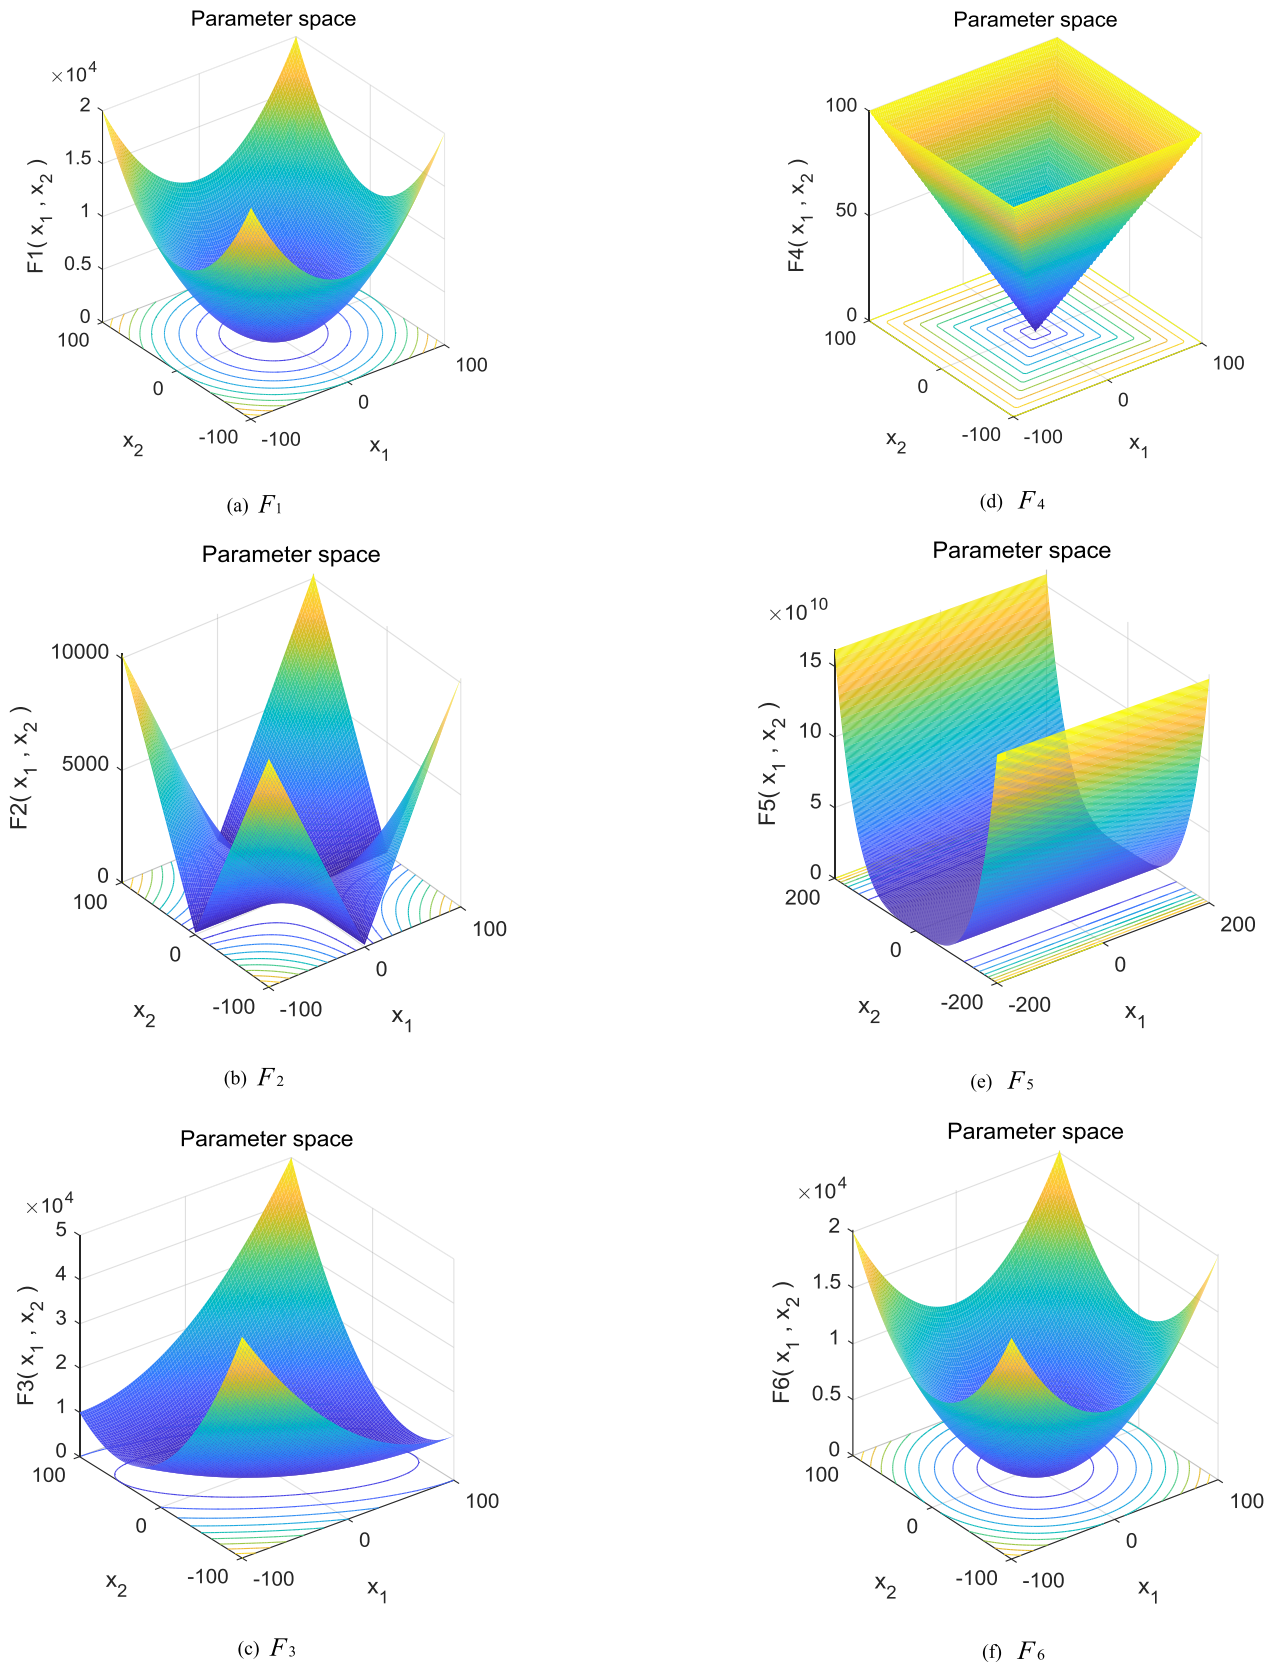 Parameter space
×10^4
2
1.5
1
0.5
0
F1( x_1 , x_2 )
100
0
-100
x_2
-100
0
100
x_1
(a) F_1
Parameter space
100
50
0
F4( x_1 , x_2 )
100
0
-100
x_2
-100
0
100
x_1
(d) F_4
Parameter space
10000
5000
0
F2( x_1 , x_2 )
100
0
-100
x_2
-100
0
100
x_1
(b) F_2
Parameter space
×10^10
15
10
5
0
F5( x_1 , x_2 )
200
0
-200
x_2
-200
0
200
x_1
(e) F_5
Parameter space
×10^4
5
4
3
2
1
0
F3( x_1 , x_2 )
100
0
-100
x_2
-100
0
100
x_1
(c) F_3
Parameter space
×10^4
2
1.5
1
0.5
0
F6( x_1 , x_2 )
100
0
-100
x_2
-100
0
100
x_1
(f) F_6